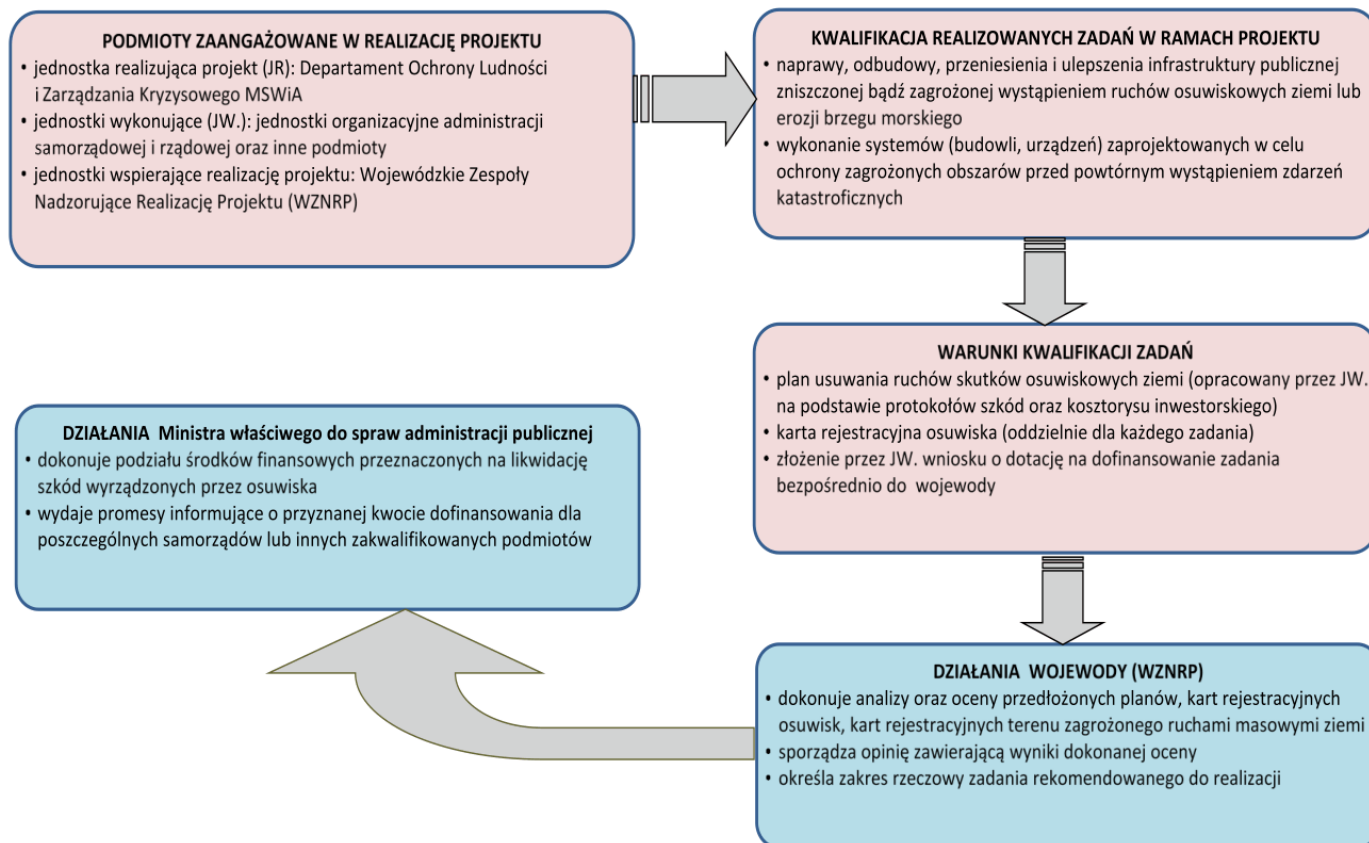 PODMIOTY ZAANGAŻOWANE W REALIZACJĘ PROJEKTU
• jednostka realizująca projekt (JR): Departament Ochrony Ludności
i Zarządzania Kryzysowego MSWiA
• jednostki wykonujące (JW.): jednostki organizacyjne administracji
samorządowej i rządowej oraz inne podmioty
• jednostki wspierające realizację projektu: Wojewódzkie Zespoły
Nadzorujące Realizację Projektu (WZNRP)
KWALIFIKACJA REALIZOWANYCH ZADAŃ W RAMACH PROJEKTU
• naprawy, odbudowy, przeniesienia i ulepszenia infrastruktury publicznej
zniszczonej bądź zagrożonej wystąpieniem ruchów osuwiskowych ziemi lub
erozji brzegu morskiego
• wykonanie systemów (budowli, urządzeń) zaprojektowanych w celu
ochrony zagrożonych obszarów przed powtórnym wystąpieniem zdarzeń
katastroficznych
WARUNKI KWALIFIKACJI ZADAŃ
• plan usuwania ruchów skutków osuwiskowych ziemi (opracowany przez JW.
na podstawie protokołów szkód oraz kosztorysu inwestorskiego)
• karta rejestracyjna osuwiska (oddzielnie dla każdego zadania)
• złożenie przez JW. wniosku o dotację na dofinansowanie zadania
bezpośrednio do wojewody
DZIAŁANIA WOJEWODY (WZNRP)
• dokonuje analizy oraz oceny przedłożonych planów, kart rejestracyjnych
osuwisk, kart rejestracyjnych terenu zagrożonego ruchami masowymi ziemi
• sporządza opinię zawierającą wyniki dokonanej oceny
• określa zakres rzeczowy zadania rekomendowanego do realizacji
DZIAŁANIA Ministra właściwego do spraw administracji publicznej
• dokonuje podziału środków finansowych przeznaczonych na likwidację
szkód wyrządzonych przez osuwiska
• wydaje promesy informujące o przyznanej kwocie dofinansowania dla
poszczególnych samorządów lub innych zakwalifikowanych podmiotów